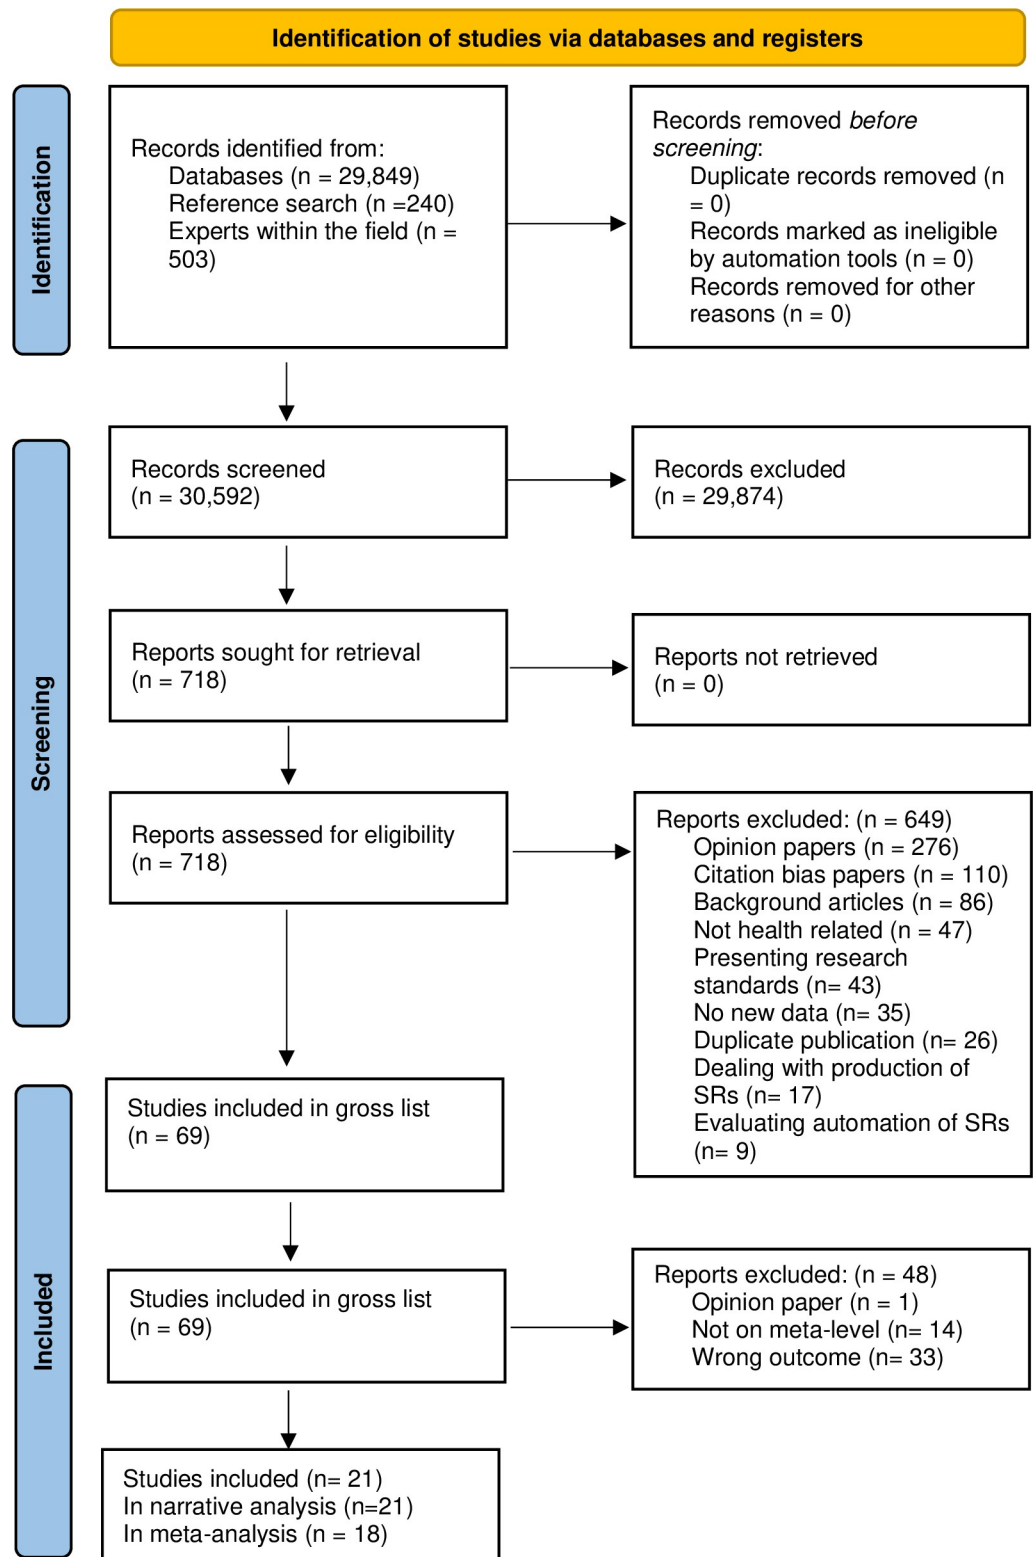 Identification of studies via databases and registers
Identification
Records identified from:
Databases (n = 29,849)
Reference search (n =240)
Experts within the field (n =
503)
Records removed before
screening:
Duplicate records removed (n
= 0)
Records marked as ineligible
by automation tools (n = 0)
Records removed for other
reasons (n = 0)
Screening
Records screened
(n = 30,592)
Records excluded
(n = 29,874)
Reports sought for retrieval
(n = 718)
Reports not retrieved
(n = 0)
Reports assessed for eligibility
(n = 718)
Reports excluded: (n = 649)
Opinion papers (n = 276)
Citation bias papers (n = 110)
Background articles (n = 86)
Not health related (n = 47)
Presenting research
standards (n= 43)
No new data (n= 35)
Duplicate publication (n= 26)
Dealing with production of
SRs (n= 17)
Evaluating automation of SRs
(n= 9)
Included
Studies included in gross list
(n = 69)
Studies included in gross list
(n = 69)
Reports excluded: (n = 48)
Opinion paper (n = 1)
Not on meta-level (n= 14)
Wrong outcome (n= 33)
Studies included (n= 21)
In narrative analysis (n=21)
In meta-analysis (n = 18)